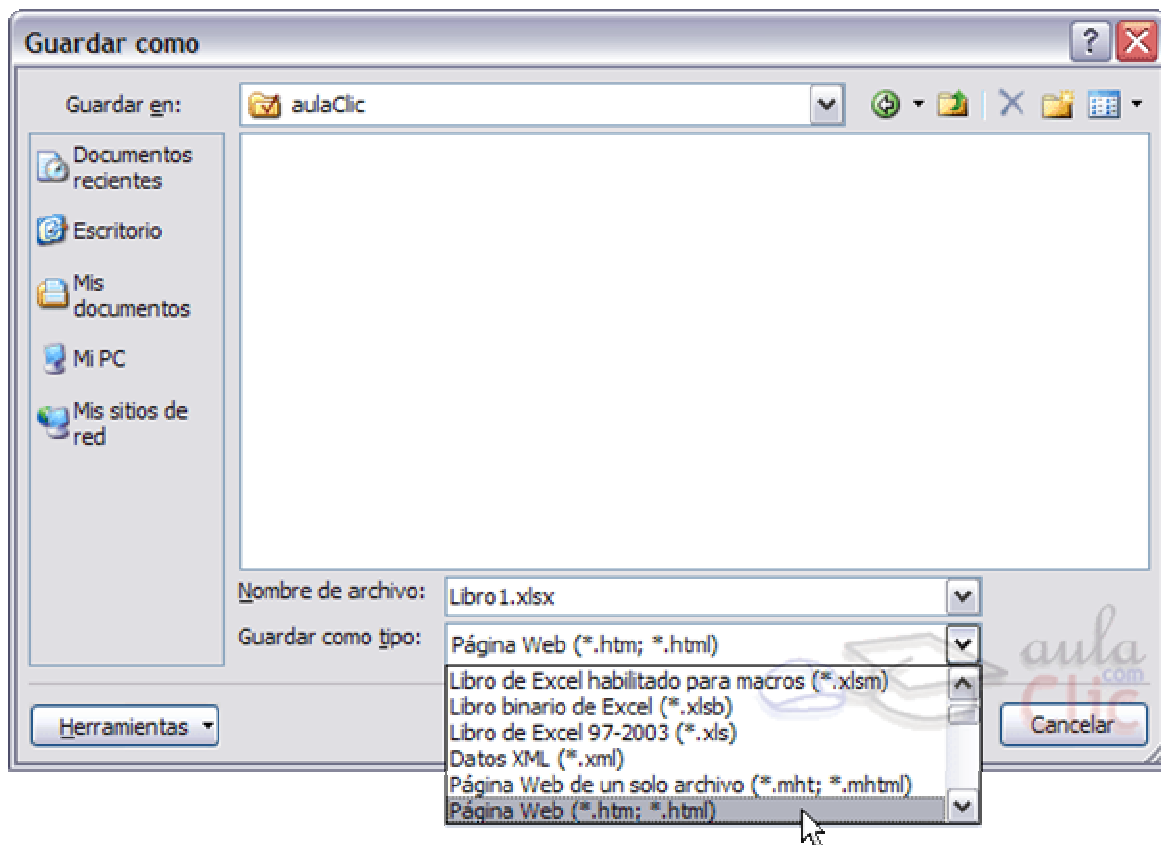 Guardar como
Guardar en:
aulaClic
Documentos
recientes
Escritorio
Mis
documentos
Mi PC
Mis sitios de
red
Nombre de archivo:
Libro1.xlsx
Guardar como tipo:
Página Web (*.htm; *.html)
Libro de Excel habilitado para macros (*.xlsm)
Libro binario de Excel (*.xlsb)
Libro de Excel 97-2003 (*.xls)
Datos XML (*.xml)
Página Web de un solo archivo (*.mht; *.mhtml)
Página Web (*.htm; *.html)
Herramientas
Cancelar
aula
.com
Clic